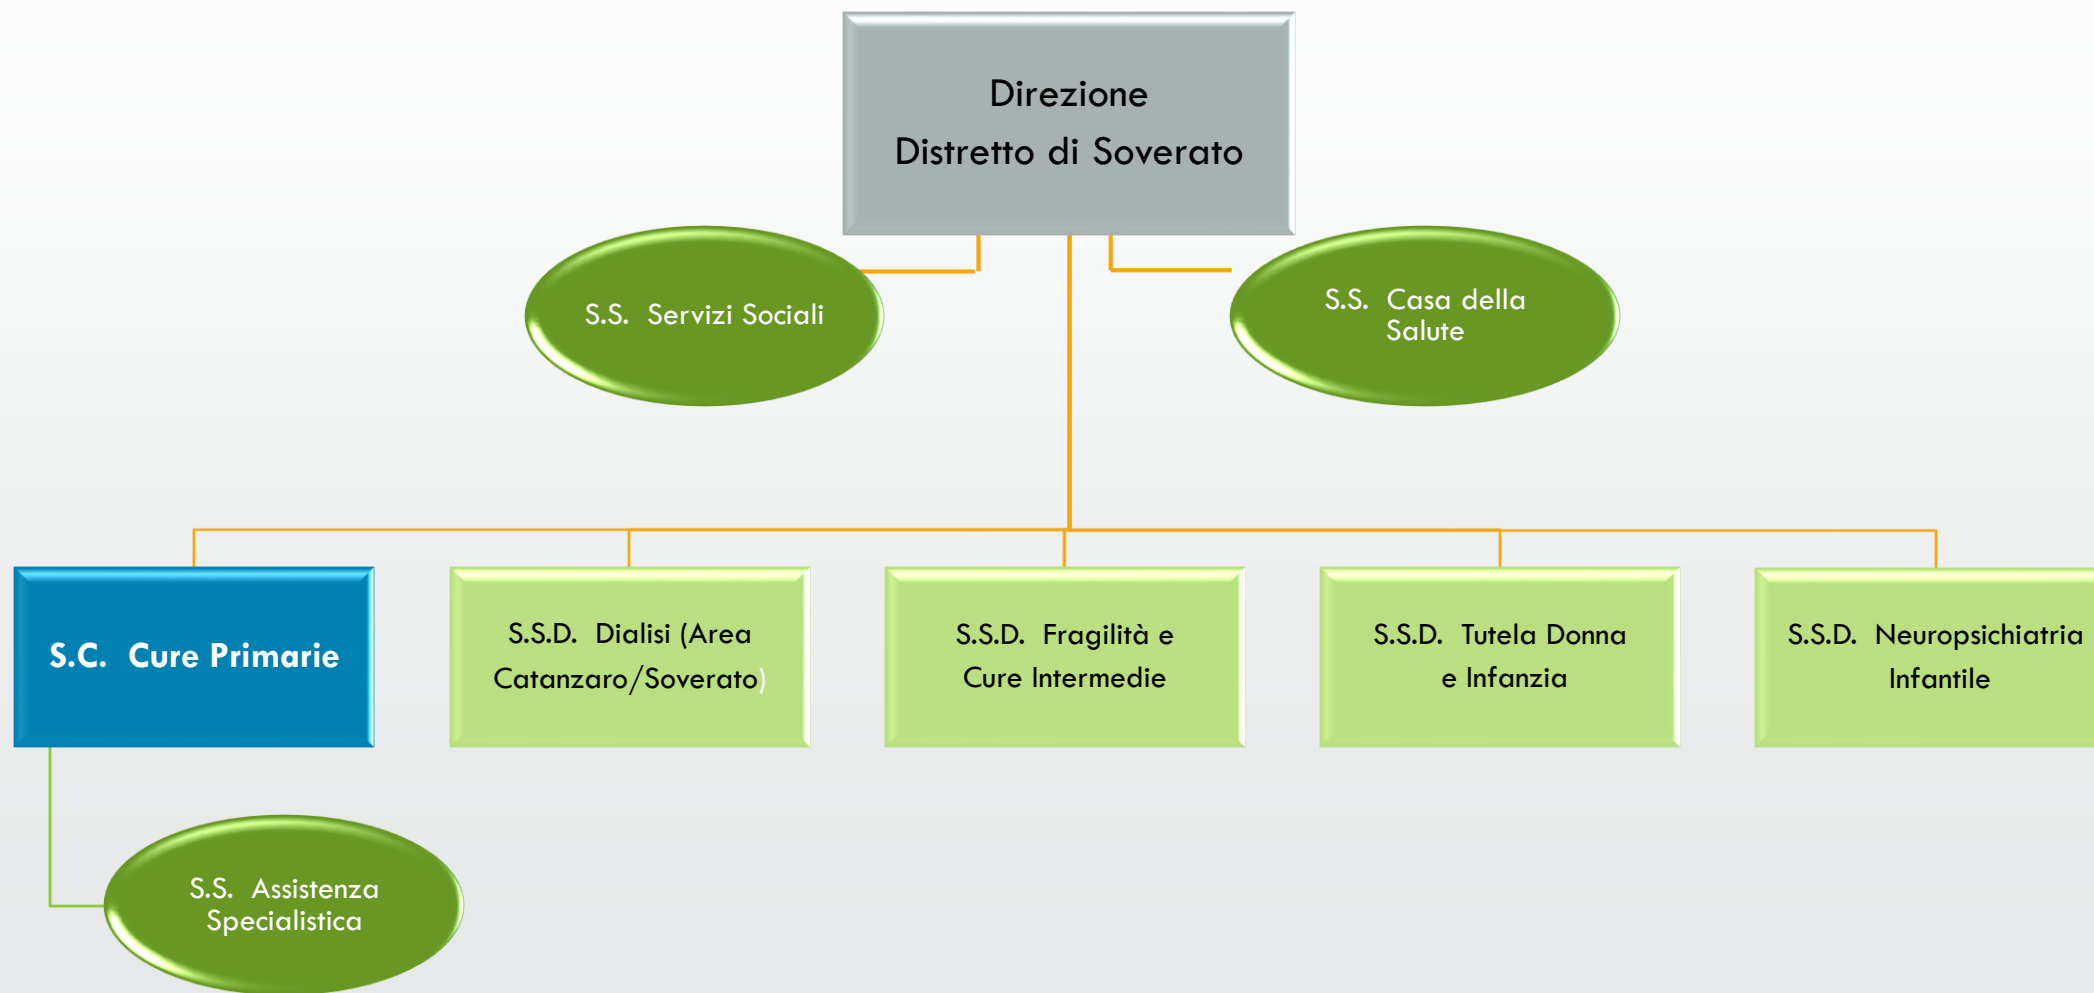 Direzione
Distretto di Soverato
S.S. Servizi Sociali
S.S. Casa della
Salute
S.C. Cure Primarie
S.S.D. Dialisi (Area
Catanzaro/Soverato)
S.S.D. Fragilità e
Cure Intermedie
S.S.D. Tutela Donna
e Infanzia
S.S.D. Neuropsichiatria
Infantile
S.S. Assistenza
Specialistica